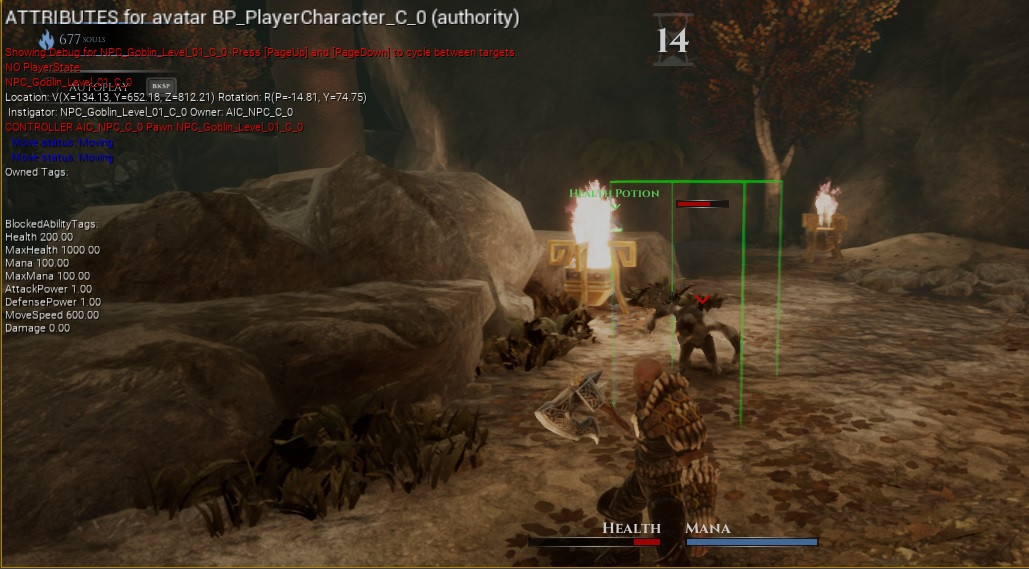 ATTRIBUTES for avatar BP_PlayerCharacter_C_0 (authority)
677 SOULS
14
Showing Debug for NPC_Goblin_Level_01_C_0. Press [PageUp] and [PageDown] to cycle between targets.
NO PlayerState
NPC_Goblin_Level_01_C_0
AUTOPLAY BKSP
Location: V(X=134.13, Y=652.18, Z=812.21) Rotation: R(P=-14.81, Y=74.75)
Instigator: NPC_Goblin_Level_01_C_0 Owner: AIC_NPC_C_0
CONTROLLER AIC_NPC_C_0 Pawn NPC_Goblin_Level_01_C_0
Move status: Moving
Move status: Moving
Owned Tags:
HEALTH POTION
BlockedAbilityTags:
Health 200.00
MaxHealth 1000.00
Mana 100.00
MaxMana 100.00
AttackPower 1.00
DefensePower 1.00
MoveSpeed 600.00
Damage 0.00
HEALTH MANA